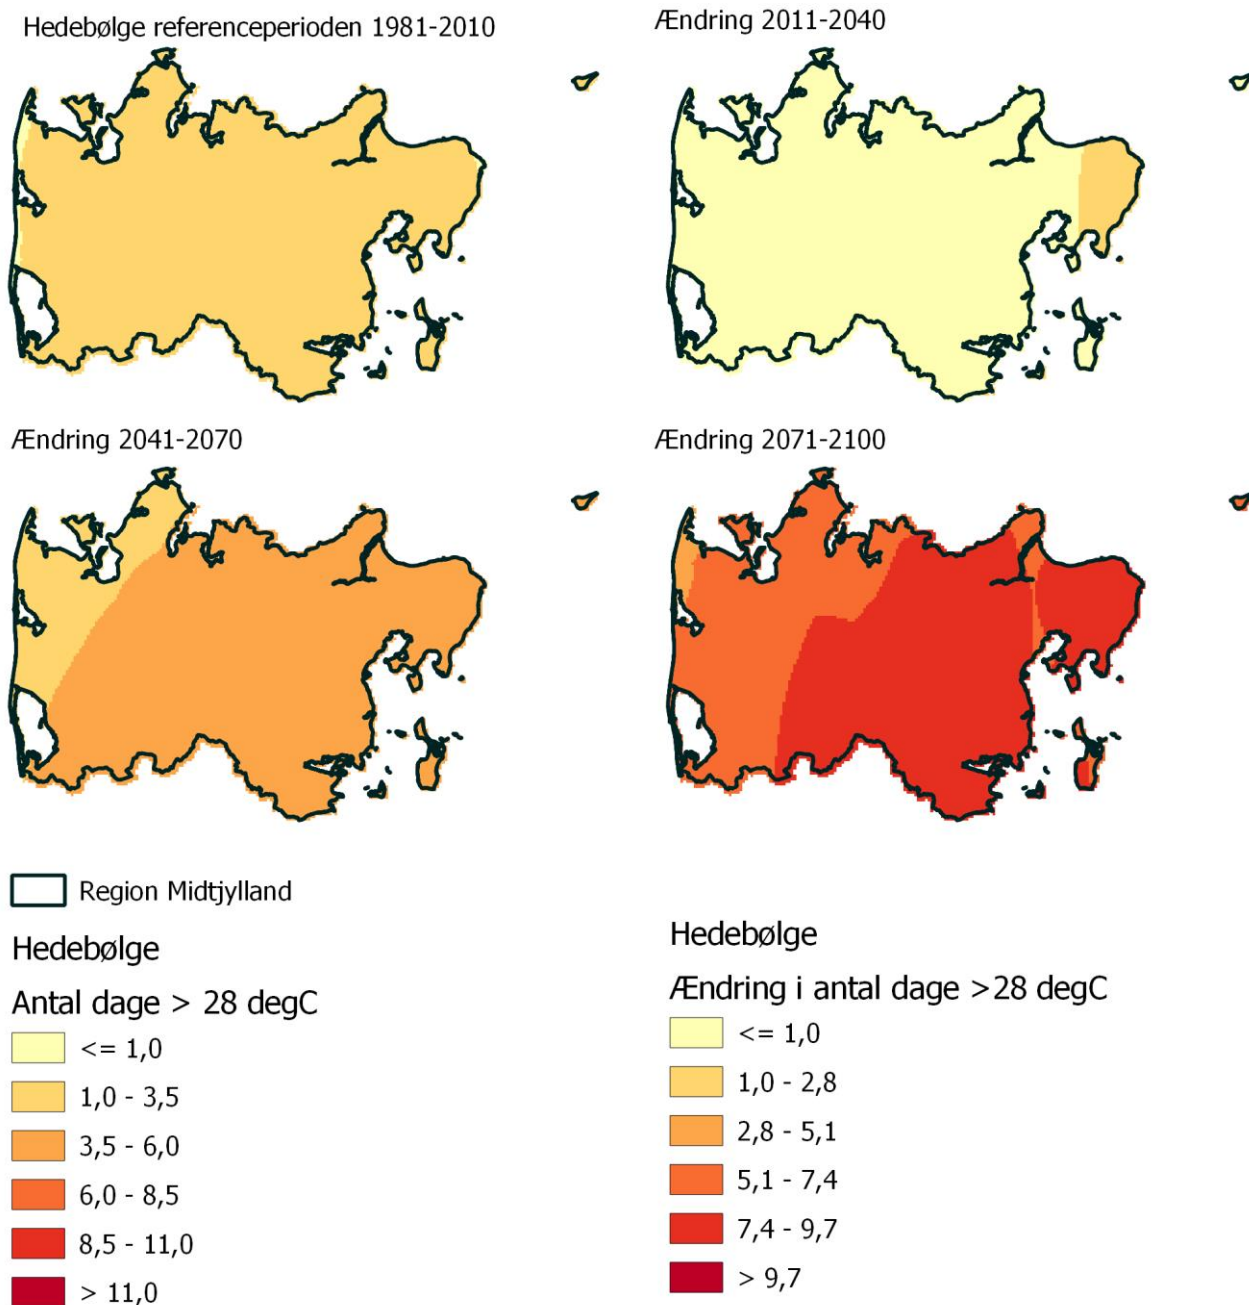 Hedebølge referenceperioden 1981-2010
Ændring 2011-2040
Ændring 2041-2070
Ændring 2071-2100
Region Midtjylland
Hedebølge
Antal dage > 28 degC
<= 1,0
1,0 - 3,5
3,5 - 6,0
6,0 - 8,5
8,5 - 11,0
> 11,0
Hedebølge
Ændring i antal dage >28 degC
<= 1,0
1,0 - 2,8
2,8 - 5,1
5,1 - 7,4
7,4 - 9,7
> 9,7